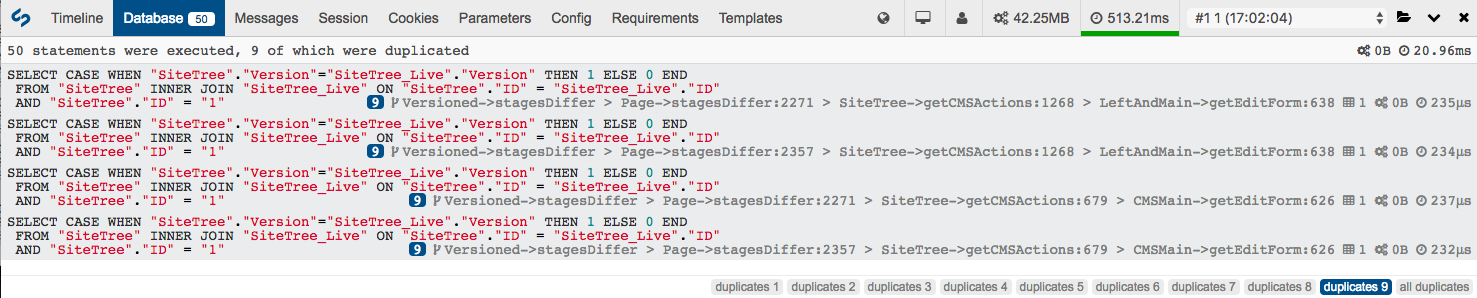 Timeline Database 50 Messages Session Cookies Parameters Config Requirements Templates 42.25MB 513.21ms #1 1 (17:02:04)
50 statements were executed, 9 of which were duplicated 0B 20.96ms
SELECT CASE WHEN "SiteTree"."Version"="SiteTree_Live"."Version" THEN 1 ELSE 0 END
FROM "SiteTree" INNER JOIN "SiteTree_Live" ON "SiteTree"."ID" = "SiteTree_Live"."ID"
AND "SiteTree"."ID" = "1" 9 Versioned->stagesDiffer > Page->stagesDiffer:2271 > SiteTree->getCMSActions:1268 > LeftAndMain->getEditForm:638 1 0B 235µs
SELECT CASE WHEN "SiteTree"."Version"="SiteTree_Live"."Version" THEN 1 ELSE 0 END
FROM "SiteTree" INNER JOIN "SiteTree_Live" ON "SiteTree"."ID" = "SiteTree_Live"."ID"
AND "SiteTree"."ID" = "1" 9 Versioned->stagesDiffer > Page->stagesDiffer:2357 > SiteTree->getCMSActions:1268 > LeftAndMain->getEditForm:638 1 0B 234µs
SELECT CASE WHEN "SiteTree"."Version"="SiteTree_Live"."Version" THEN 1 ELSE 0 END
FROM "SiteTree" INNER JOIN "SiteTree_Live" ON "SiteTree"."ID" = "SiteTree_Live"."ID"
AND "SiteTree"."ID" = "1" 9 Versioned->stagesDiffer > Page->stagesDiffer:2271 > SiteTree->getCMSActions:679 > CMSMain->getEditForm:626 1 0B 237µs
SELECT CASE WHEN "SiteTree"."Version"="SiteTree_Live"."Version" THEN 1 ELSE 0 END
FROM "SiteTree" INNER JOIN "SiteTree_Live" ON "SiteTree"."ID" = "SiteTree_Live"."ID"
AND "SiteTree"."ID" = "1" 9 Versioned->stagesDiffer > Page->stagesDiffer:2357 > SiteTree->getCMSActions:679 > CMSMain->getEditForm:626 1 0B 232µs
duplicates 1 duplicates 2 duplicates 3 duplicates 4 duplicates 5 duplicates 6 duplicates 7 duplicates 8 duplicates 9 all duplicates